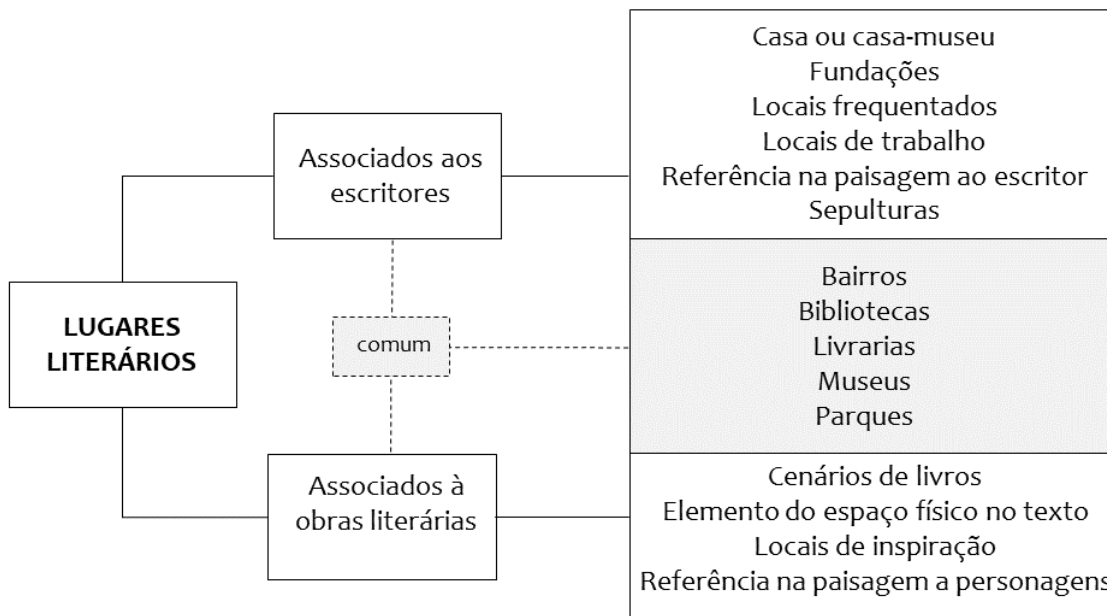 LUGARES
LITERÁRIOS
Associados aos
escritores
comum
Associados à
obras literárias
Casa ou casa-museu
Fundações
Locais frequentados
Locais de trabalho
Referência na paisagem ao escritor
Sepulturas
Bairros
Bibliotecas
Livrarias
Museus
Parques
Cenários de livros
Elemento do espaço físico no texto
Locais de inspiração
Referência na paisagem a personagens